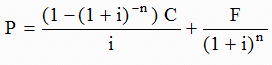 P = (1 - (1 + i)^-n ) C / i + F / (1 + i)^n